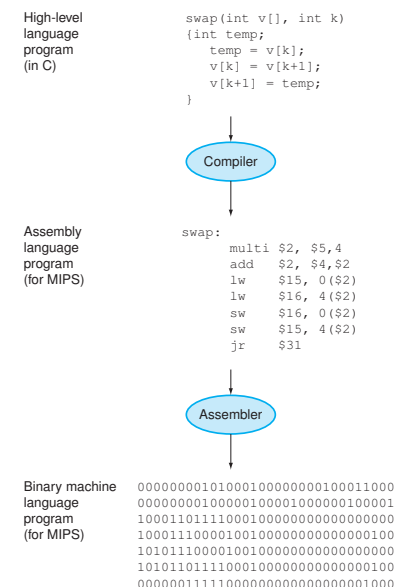 High-level
language
program
(in C)
swap(int v[], int k)
{int temp;
temp = v[k];
v[k] = v[k+1];
v[k+1] = temp;
}
Compiler
Assembly
language
program
(for MIPS)
swap:
multi $2, $5,4
add $2, $4,$2
lw $15, 0($2)
lw $16, 4($2)
sw $16, 0($2)
sw $15, 4($2)
jr $31
Assembler
Binary machine
language
program
(for MIPS)
00000000101000100000000100011000
00000000100000100001000000100001
10001101111000100000000000000000
10001110000100100000000000000100
10101110000100100000000000000000
10101101111000100000000000000100
00000011111000000000000000001000